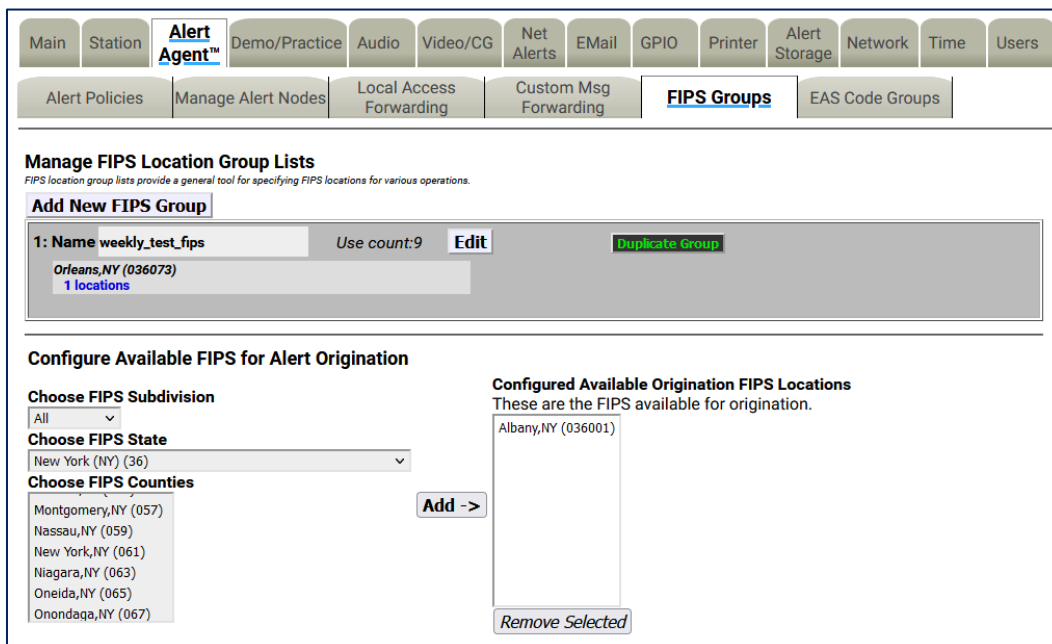 Main
Station
Alert
Agent™
Demo/Practice
Audio
Video/CG
Net
Alerts
EMail
GPIO
Printer
Alert
Storage
Network
Time
Users
Alert Policies
Manage Alert Nodes
Local Access
Forwarding
Custom Msg
Forwarding
FIPS Groups
EAS Code Groups
Manage FIPS Location Group Lists
FIPS location group lists provide a general tool for specifying FIPS locations for various operations.
Add New FIPS Group
1: Name weekly_test_fips Use count:9 Edit Duplicate Group
Orleans,NY (036073)
1 locations
Configure Available FIPS for Alert Origination
Choose FIPS Subdivision
All
Choose FIPS State
New York (NY) (36)
Choose FIPS Counties
Montgomery,NY (057)
Nassau,NY (059)
New York,NY (061)
Niagara,NY (063)
Oneida,NY (065)
Onondaga,NY (067)
Add ->
Configured Available Origination FIPS Locations
These are the FIPS available for origination.
Albany,NY (036001)
Remove Selected